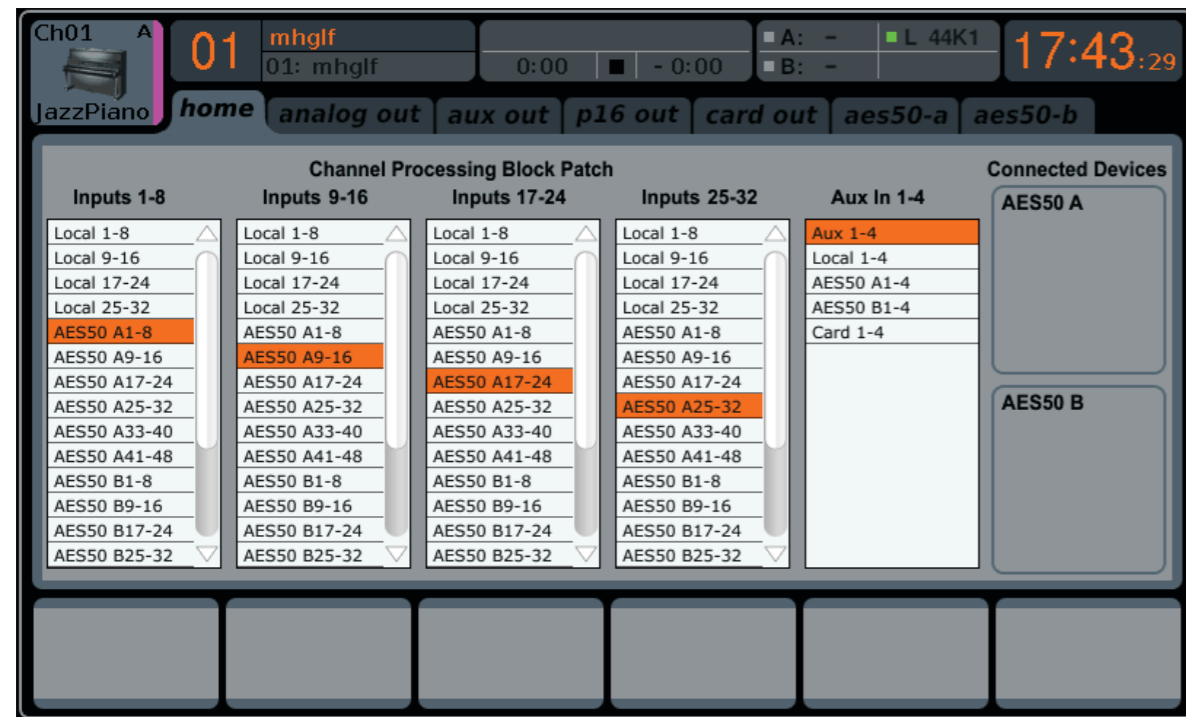 Ch01 A
JazzPiano
01
mhglf
01: mhglf
0:00 - 0:00
A: -
B: -
L 44K1
17:43:29
home
analog out
aux out
p16 out
card out
aes50-a
aes50-b
Channel Processing Block Patch
Connected Devices
Inputs 1-8
Local 1-8
Local 9-16
Local 17-24
Local 25-32
AES50 A1-8
AES50 A9-16
AES50 A17-24
AES50 A25-32
AES50 A33-40
AES50 A41-48
AES50 B1-8
AES50 B9-16
AES50 B17-24
AES50 B25-32
Inputs 9-16
Local 1-8
Local 9-16
Local 17-24
Local 25-32
AES50 A1-8
AES50 A9-16
AES50 A17-24
AES50 A25-32
AES50 A33-40
AES50 A41-48
AES50 B1-8
AES50 B9-16
AES50 B17-24
AES50 B25-32
Inputs 17-24
Local 1-8
Local 9-16
Local 17-24
Local 25-32
AES50 A1-8
AES50 A9-16
AES50 A17-24
AES50 A25-32
AES50 A33-40
AES50 A41-48
AES50 B1-8
AES50 B9-16
AES50 B17-24
AES50 B25-32
Inputs 25-32
Local 1-8
Local 9-16
Local 17-24
Local 25-32
AES50 A1-8
AES50 A9-16
AES50 A17-24
AES50 A25-32
AES50 A33-40
AES50 A41-48
AES50 B1-8
AES50 B9-16
AES50 B17-24
AES50 B25-32
Aux In 1-4
Aux 1-4
Local 1-4
AES50 A1-4
AES50 B1-4
Card 1-4
AES50 A
AES50 B